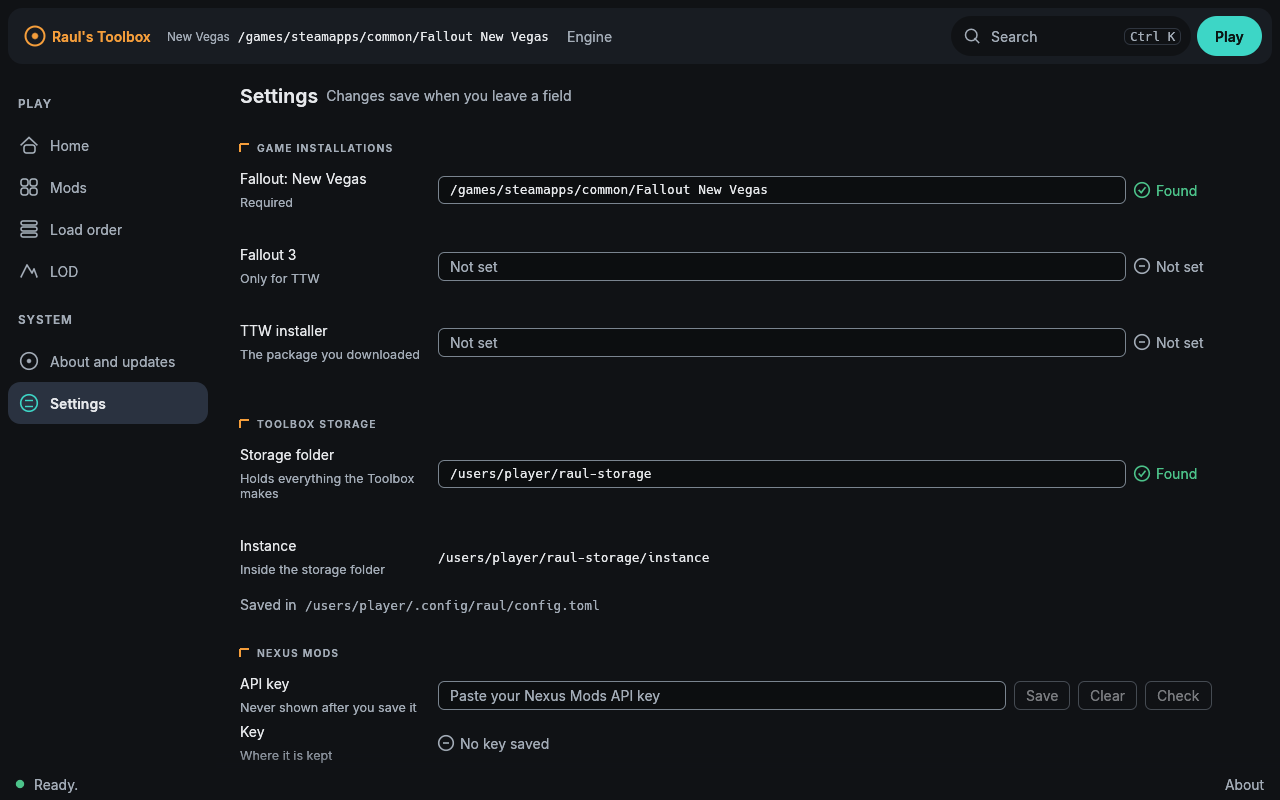 Raul's Toolbox New Vegas /games/steamapps/common/Fallout New Vegas Engine Search Ctrl K Play
PLAY
Home
Mods
Load order
LOD
SYSTEM
About and updates
Settings
Settings Changes save when you leave a field
GAME INSTALLATIONS
Fallout: New Vegas
Required
/games/steamapps/common/Fallout New Vegas Found
Fallout 3
Only for TTW
Not set Not set
TTW installer
The package you downloaded
Not set Not set
TOOLBOX STORAGE
Storage folder
Holds everything the Toolbox
makes
/users/player/raul-storage Found
Instance
Inside the storage folder
/users/player/raul-storage/instance
Saved in /users/player/.config/raul/config.toml
NEXUS MODS
API key
Never shown after you save it
Paste your Nexus Mods API key Save Clear Check
Key
Where it is kept
No key saved
Ready. About